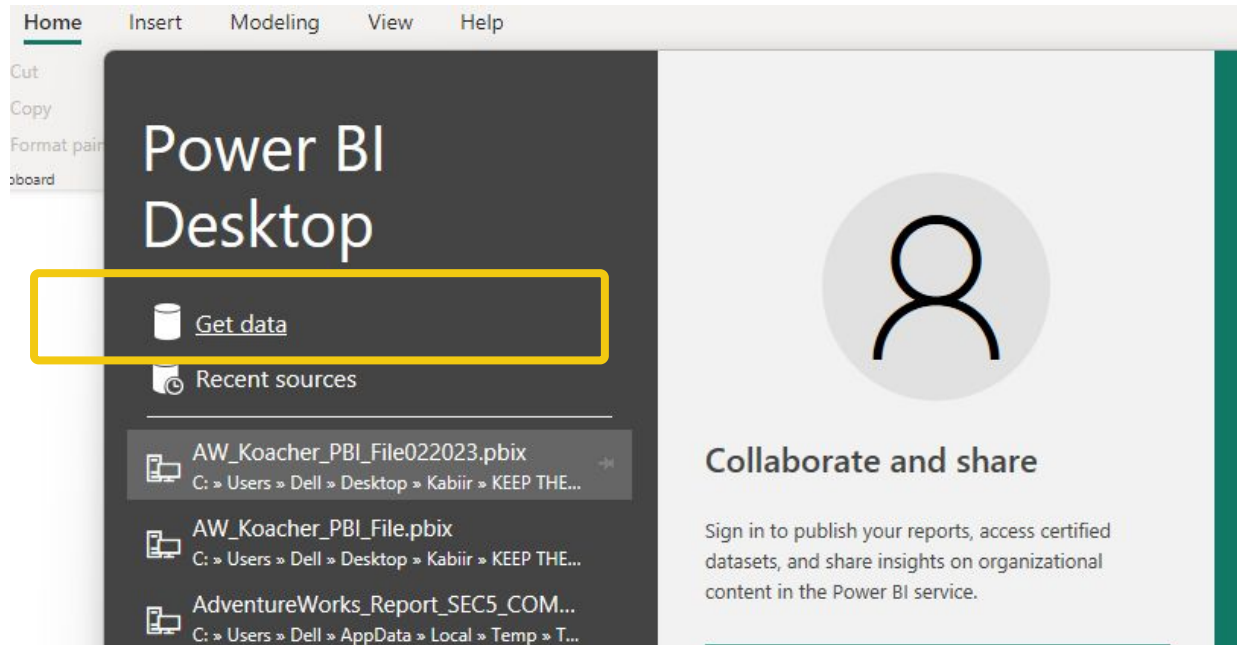 Home Insert Modeling View Help
Cut
Copy
Format pain
board
Power BI
Desktop
Get data
Recent sources
AW_Koacher_PBI_File022023.pbix
C: » Users » Dell » Desktop » Kabiir » KEEP THE...
AW_Koacher_PBI_File.pbix
C: » Users » Dell » Desktop » Kabiir » KEEP THE...
AdventureWorks_Report_SEC5_COM...
C: » Users » Dell » AppData » Local » Temp » T...
Collaborate and share
Sign in to publish your reports, access certified
datasets, and share insights on organizational
content in the Power BI service.